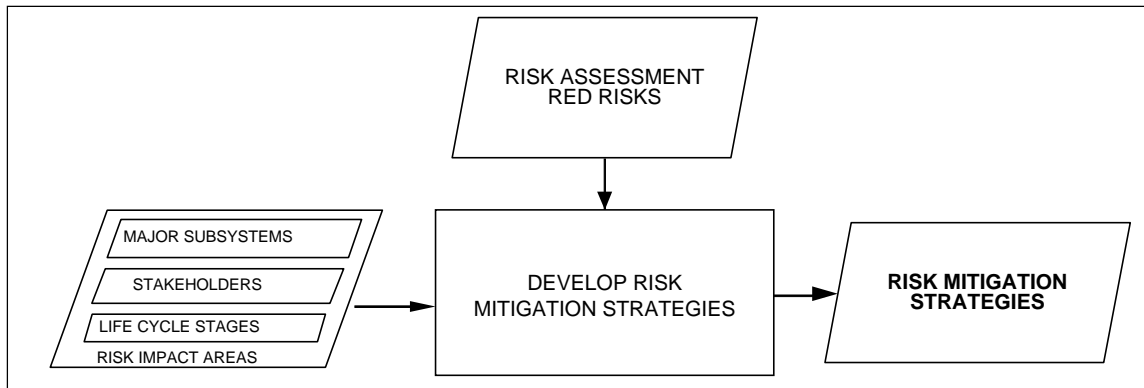 RISK ASSESSMENT
RED RISKS
MAJOR SUBSYSTEMS
STAKEHOLDERS
LIFE CYCLE STAGES
RISK IMPACT AREAS
DEVELOP RISK
MITIGATION STRATEGIES
RISK MITIGATION
STRATEGIES